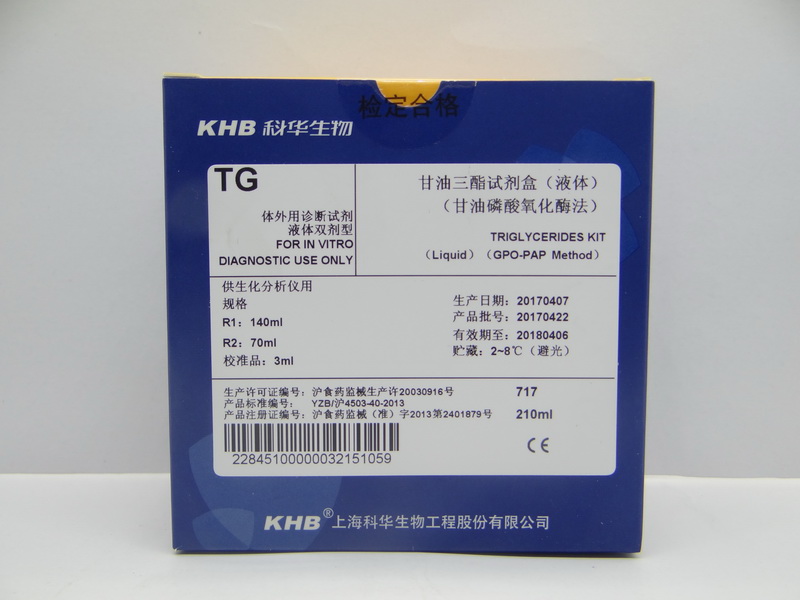 检定合格
KHB 科华生物
TG
体外用诊断试剂
液体双剂型
FOR IN VITRO
DIAGNOSTIC USE ONLY
甘油三酯试剂盒（液体）
（甘油磷酸氧化酶法）
TRIGLYCERIDES KIT
（Liquid）（GPO-PAP Method）
供生化分析仪用
规格
R1：140ml
R2：70ml
校准品：3ml
生产日期：20170407
产品批号：20170422
有效期至：20180406
贮藏：2~8℃（避光）
生产许可证编号：沪食药监械生产许20030916号
产品标准编号： YZB/沪4503-40-2013
产品注册证编号：沪食药监械（准）字2013第2401879号
717
210ml
22845100000032151059
CE
KHB®上海科华生物工程股份有限公司